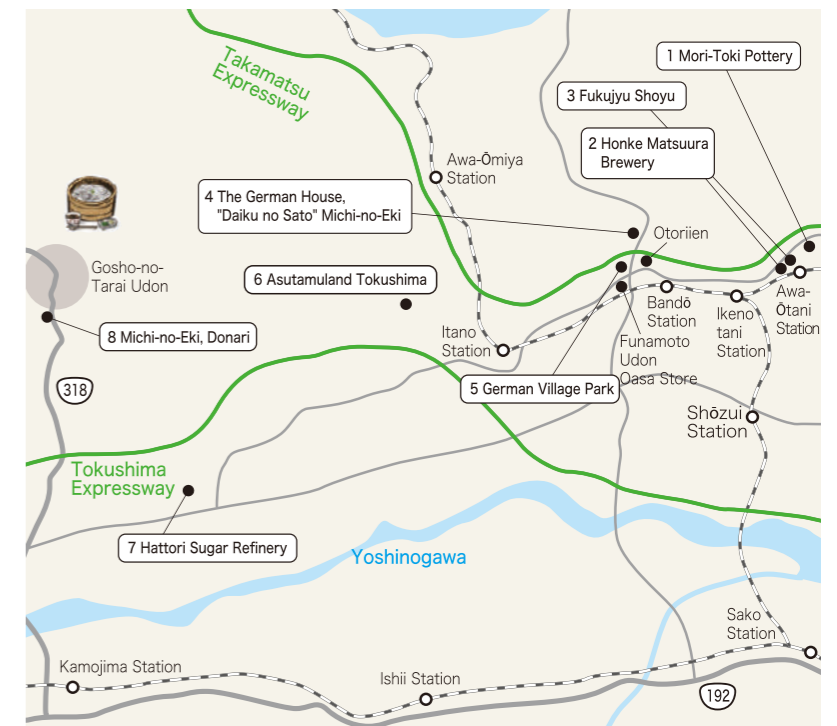 Takamatsu
Expressway
1 Mori-Toki Pottery
3 Fukujyu Shoyu
2 Honke Matsuura
Brewery
Awa-Ōmiya
Station
4 The German House,
"Daiku no Sato" Michi-no-Eki
Otoriien
Gosho-no-
Tarai Udon
6 Asutamuland Tokushima
Awa-
Ōtani
Station
Bandō
Station
Ikeno
tani
Station
8 Michi-no-Eki, Donari
Itano
Station
Funamoto
Udon
Oasa Store
5 German Village Park
318
Shōzui
Station
Tokushima
Expressway
7 Hattori Sugar Refinery
Yoshinogawa
Sako
Station
Kamojima Station
Ishii Station
192